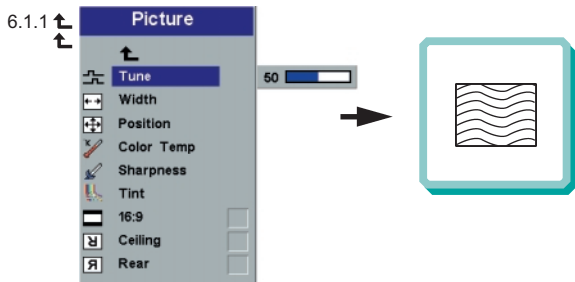 6.1.1
Picture
Tune
50
Width
Position
Color Temp
Sharpness
Tint
16:9
Ceiling
Rear